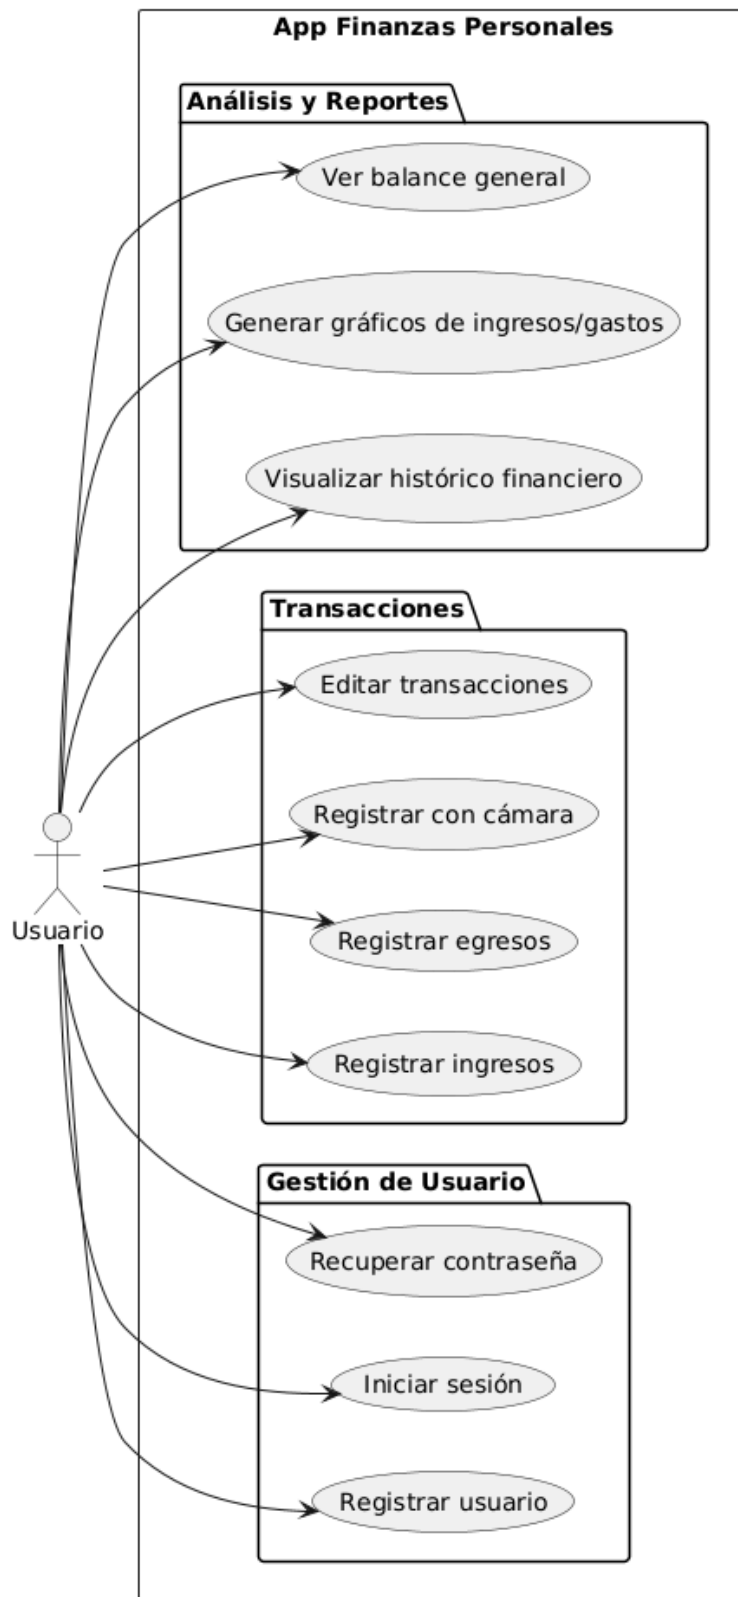 App Finanzas Personales
Análisis y Reportes
Ver balance general
Generar gráficos de ingresos/gastos
Visualizar histórico financiero
Transacciones
Editar transacciones
Registrar con cámara
Registrar egresos
Usuario
Registrar ingresos
Gestión de Usuario
Recuperar contraseña
Iniciar sesión
Registrar usuario